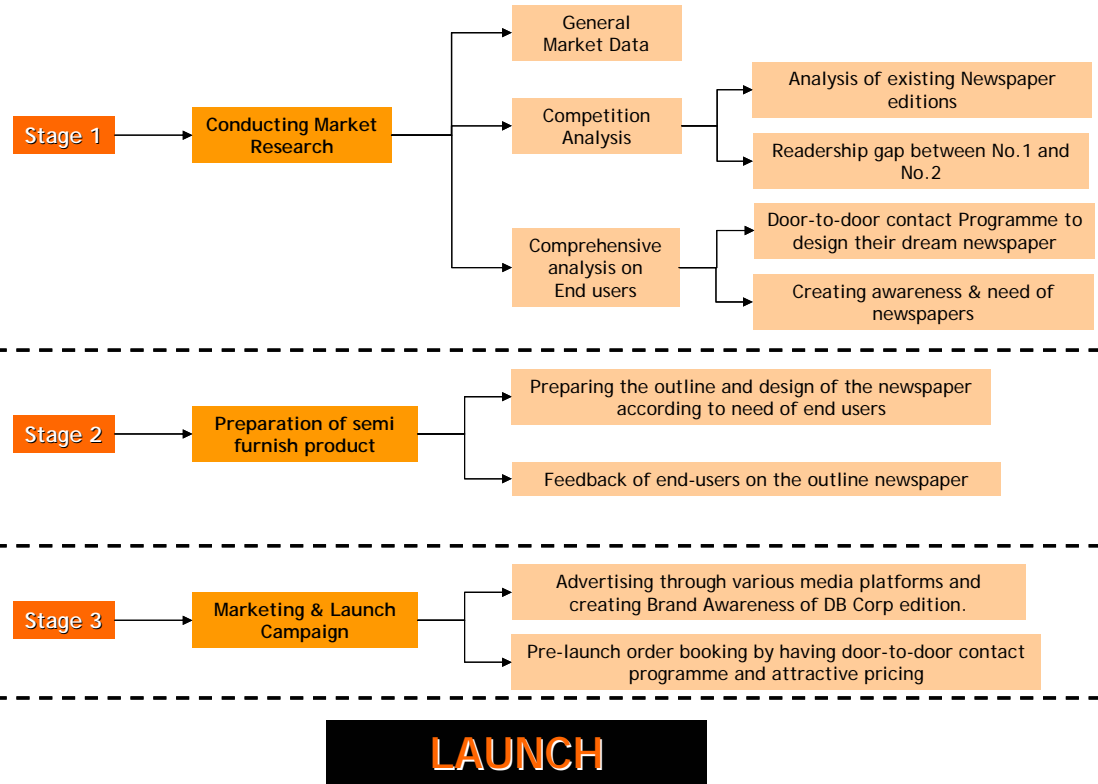 General
Market Data
Stage 1
Conducting Market
Research
Competition
Analysis
Analysis of existing Newspaper
editions
Readership gap between No.1 and
No.2
Comprehensive
analysis on
End users
Door-to-door contact Programme to
design their dream newspaper
Creating awareness & need of
newspapers
Stage 2
Preparation of semi
furnish product
Preparing the outline and design of the newspaper
according to need of end users
Feedback of end-users on the outline newspaper
Stage 3
Marketing & Launch
Campaign
Advertising through various media platforms and
creating Brand Awareness of DB Corp edition.
Pre-launch order booking by having door-to-door contact
programme and attractive pricing
LAUNCH